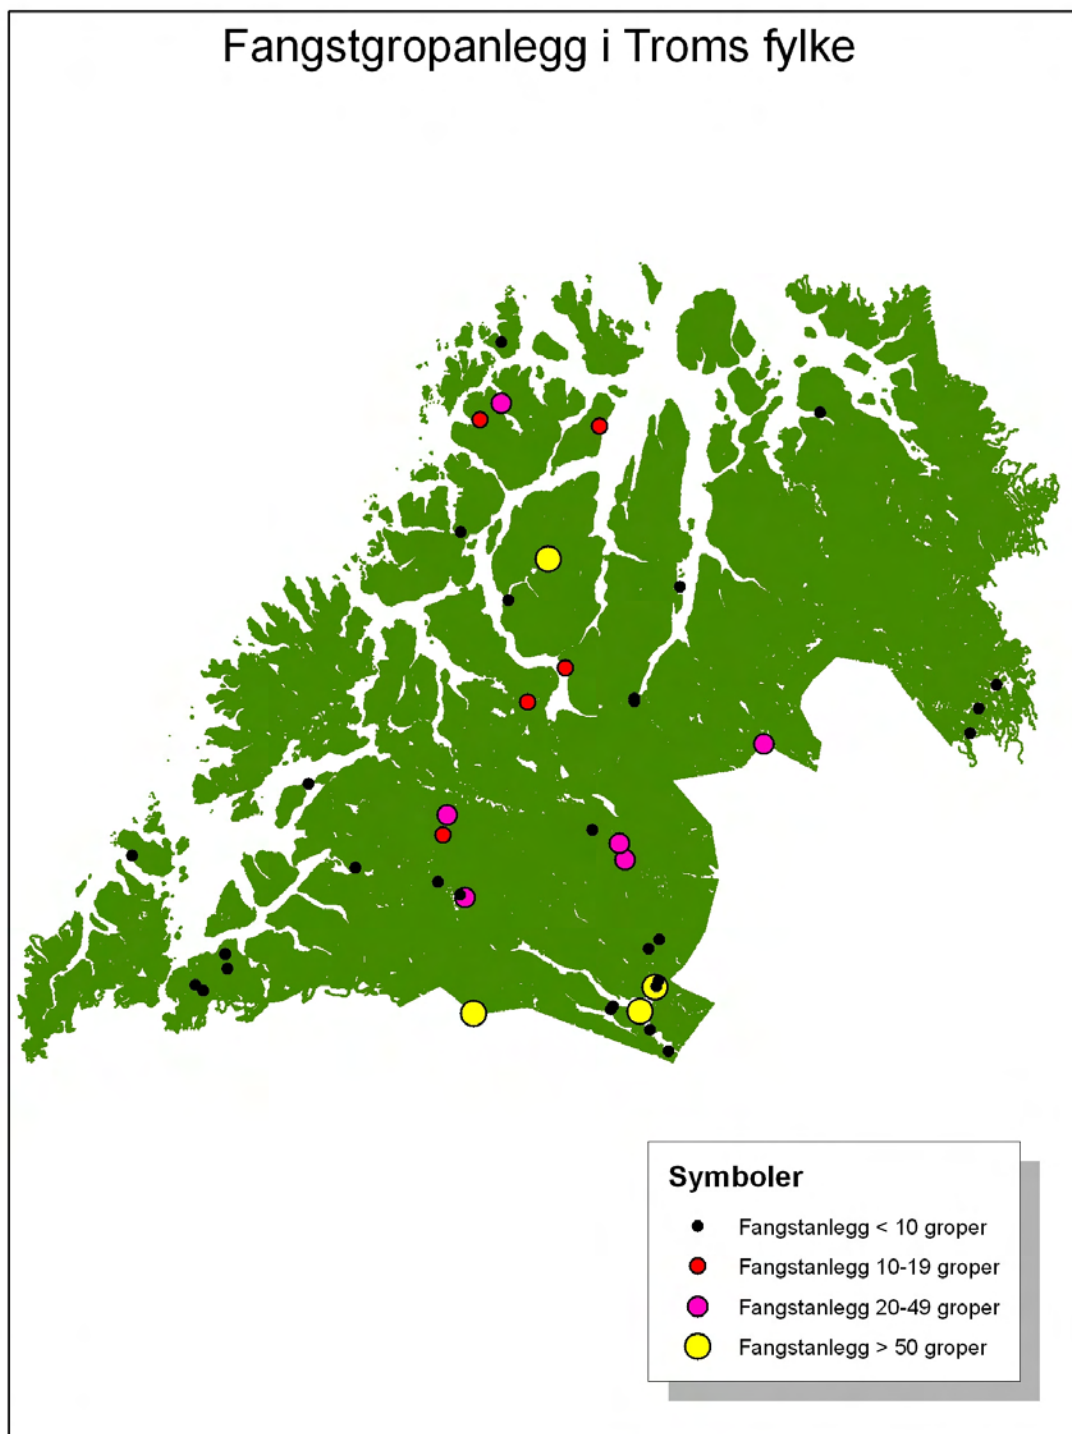 Fangstgropanlegg i Troms fylke
Symboler
Fangstanlegg < 10 groper
Fangstanlegg 10-19 groper
Fangstanlegg 20-49 groper
Fangstanlegg > 50 groper